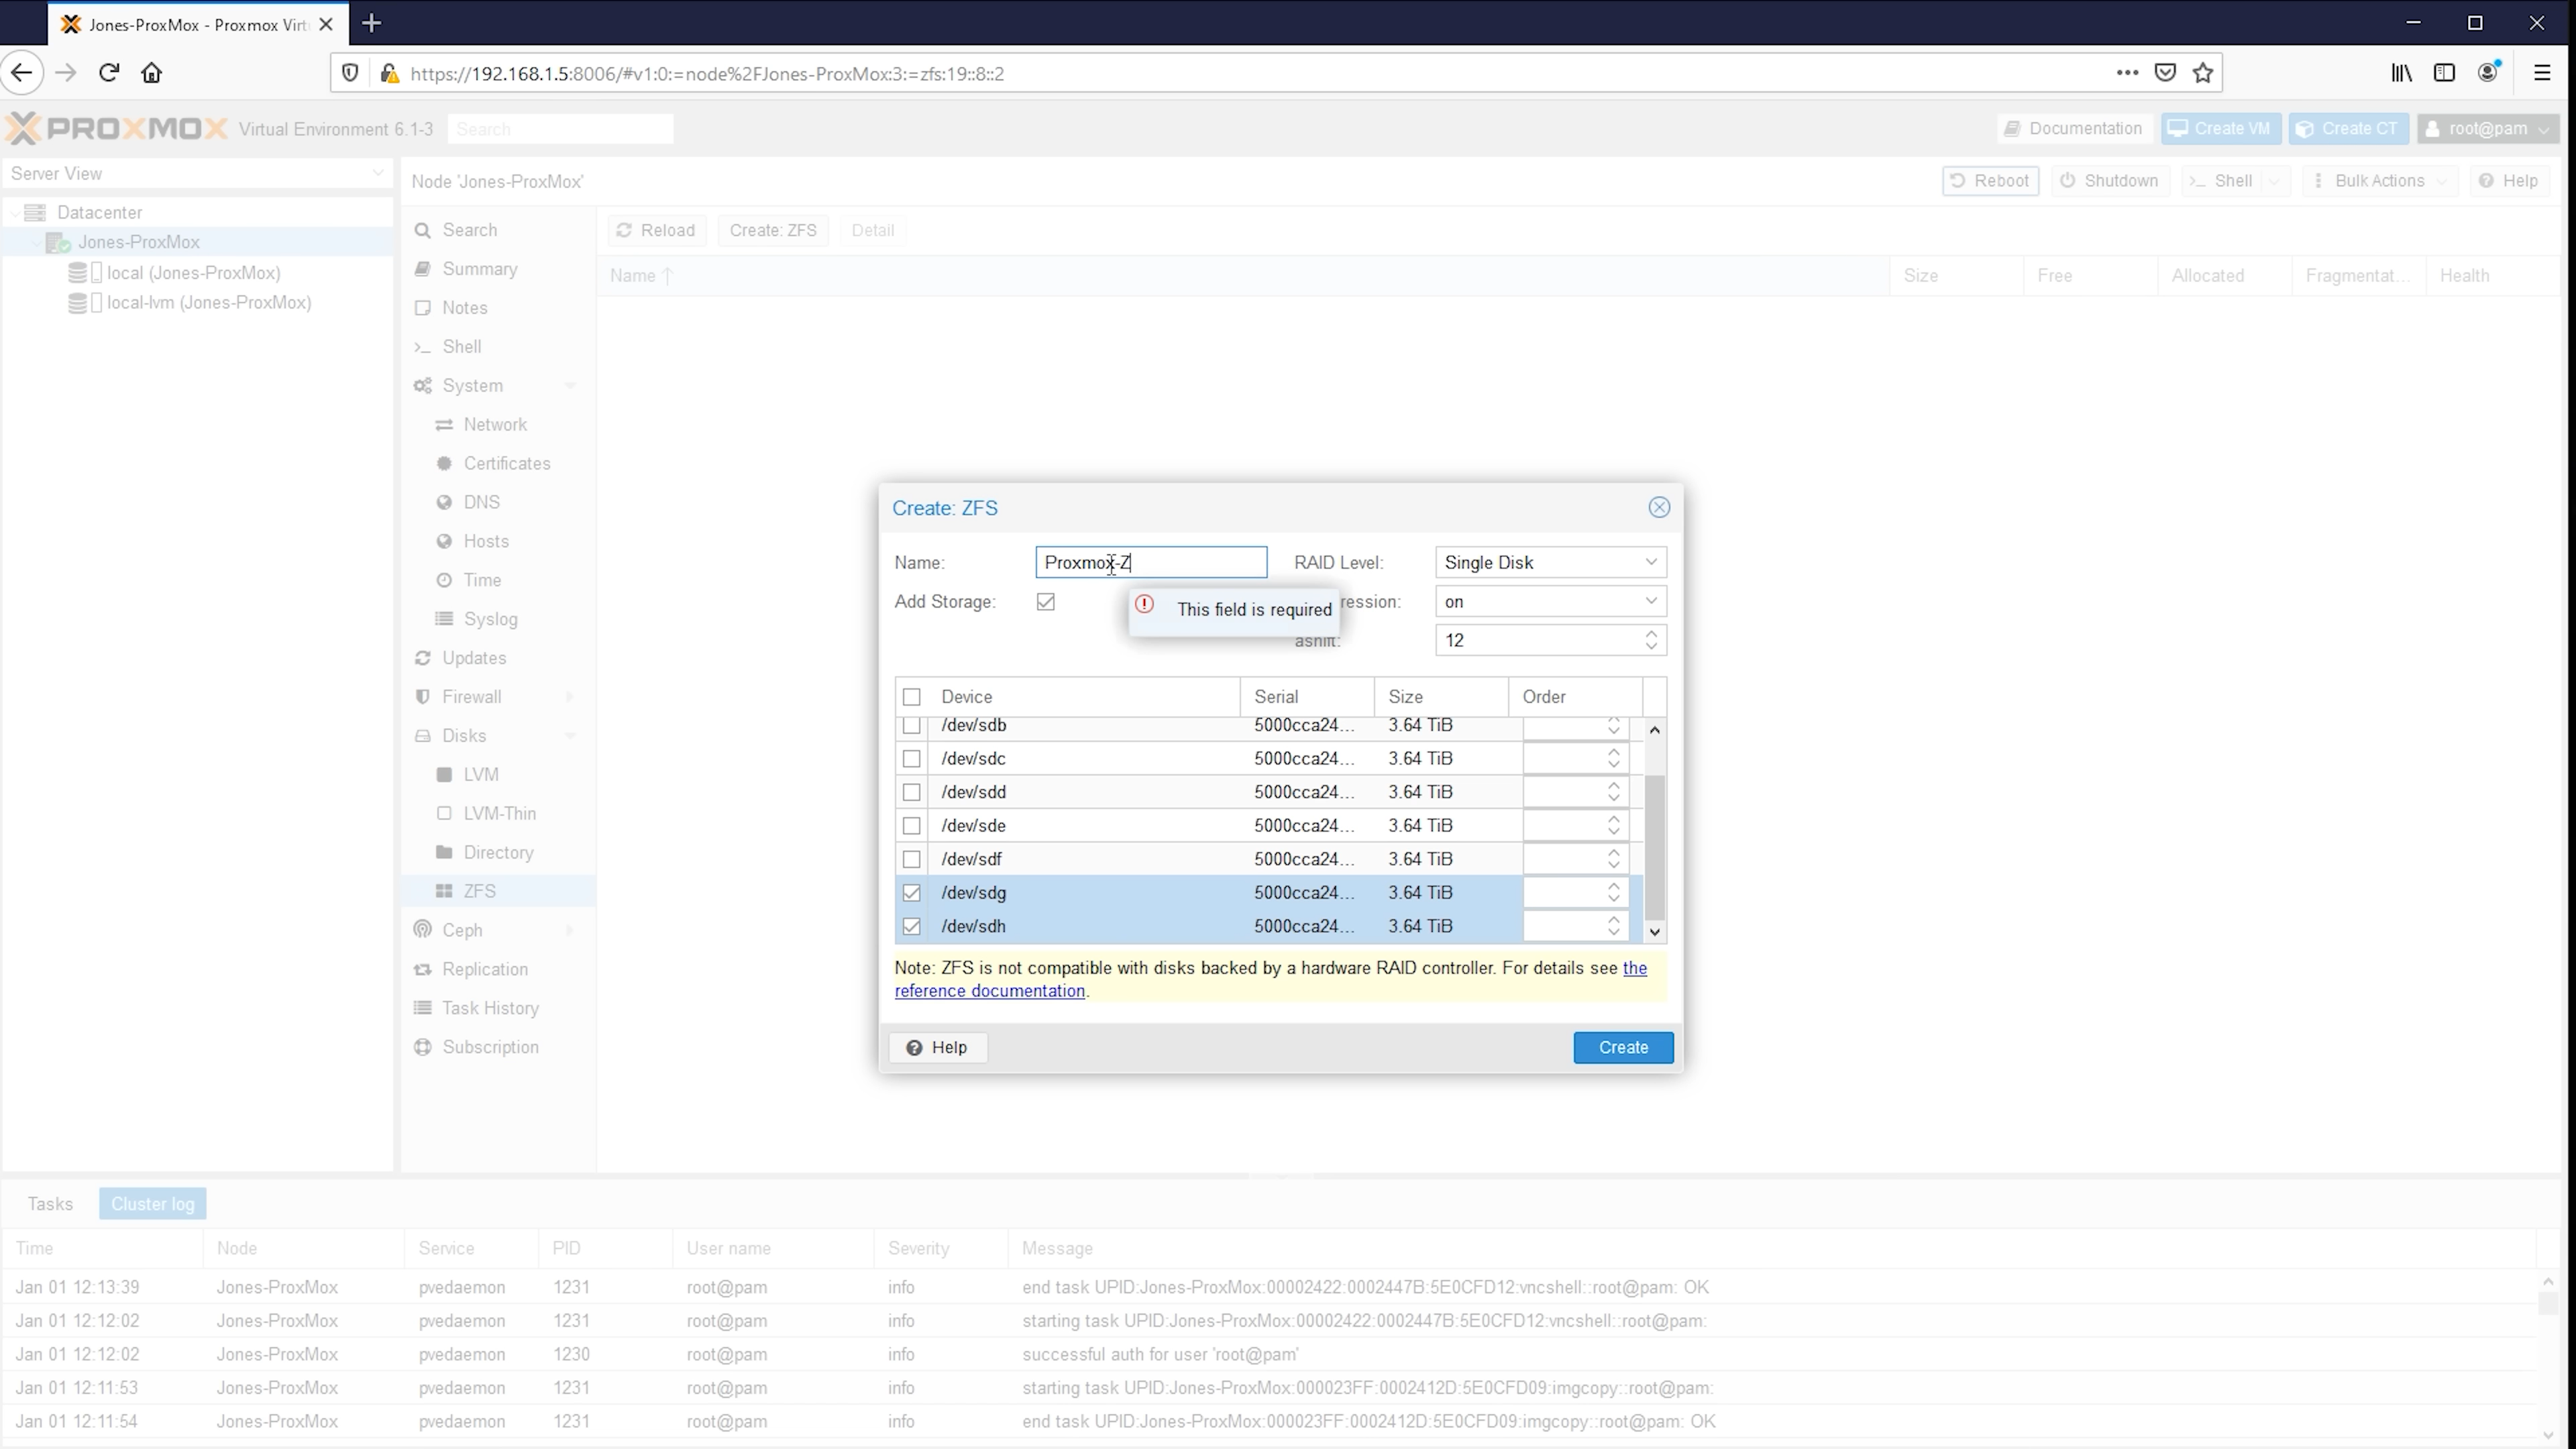 Jones-ProxMox - Proxmox Virt
https://192.168.1.5:8006/#v1:0:=node%2FJones-ProxMox:3:=zfs:19::8::2
PROXMOX Virtual Environment 6.1-3 Search Documentation Create VM Create CT root@pam
Server View
Node 'Jones-ProxMox' Reboot Shutdown Shell Bulk Actions Help
Datacenter
Jones-ProxMox
local (Jones-ProxMox)
local-lvm (Jones-ProxMox)
Search
Summary
Notes
Shell
System
Network
Certificates
DNS
Hosts
Time
Syslog
Updates
Firewall
Disks
LVM
LVM-Thin
Directory
ZFS
Ceph
Replication
Task History
Subscription
Reload Create: ZFS Detail
Name Size Free Allocated Fragmentat... Health
Create: ZFS
Name: Proxmox-Z RAID Level: Single Disk
Add Storage: ression: on
This field is required
ashift: 12
Device Serial Size Order
/dev/sdb 5000cca24... 3.64 TiB
/dev/sdc 5000cca24... 3.64 TiB
/dev/sdd 5000cca24... 3.64 TiB
/dev/sde 5000cca24... 3.64 TiB
/dev/sdf 5000cca24... 3.64 TiB
/dev/sdg 5000cca24... 3.64 TiB
/dev/sdh 5000cca24... 3.64 TiB
Note: ZFS is not compatible with disks backed by a hardware RAID controller. For details see the
reference documentation.
Help Create
Tasks Cluster log
Time Node Service PID User name Severity Message
Jan 01 12:13:39 Jones-ProxMox pvedaemon 1231 root@pam info end task UPID:Jones-ProxMox:00002422:0002447B:5E0CFD12:vncshell::root@pam: OK
Jan 01 12:12:02 Jones-ProxMox pvedaemon 1231 root@pam info starting task UPID:Jones-ProxMox:00002422:0002447B:5E0CFD12:vncshell::root@pam:
Jan 01 12:12:02 Jones-ProxMox pvedaemon 1230 root@pam info successful auth for user 'root@pam'
Jan 01 12:11:53 Jones-ProxMox pvedaemon 1231 root@pam info starting task UPID:Jones-ProxMox:000023FF:0002412D:5E0CFD09:imgcopy::root@pam:
Jan 01 12:11:54 Jones-ProxMox pvedaemon 1231 root@pam info end task UPID:Jones-ProxMox:000023FF:0002412D:5E0CFD09:imgcopy::root@pam: OK